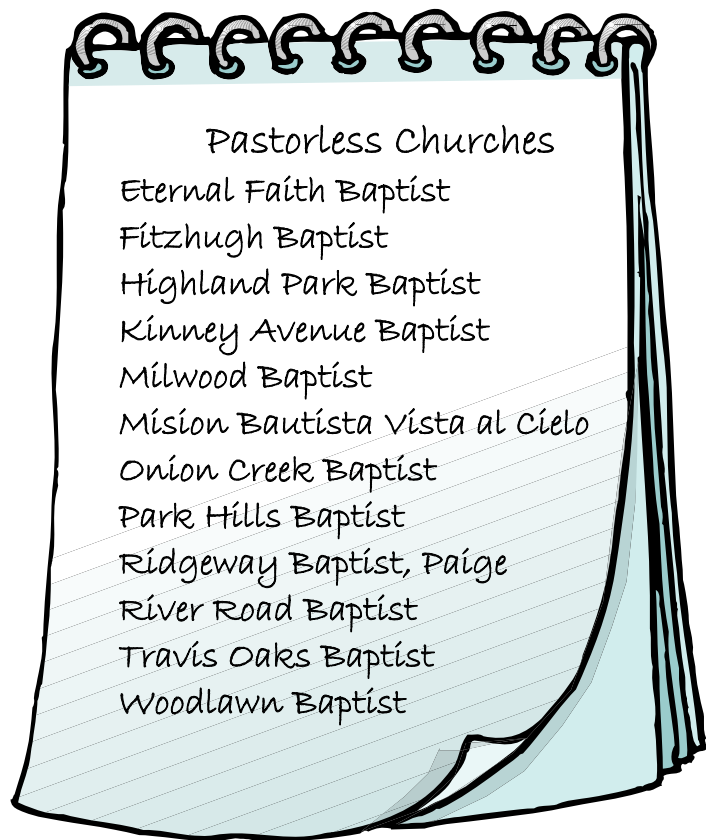 Pastorless Churches
Eternal Faith Baptist
Fitzhugh Baptist
Highland Park Baptist
Kinney Avenue Baptist
Milwood Baptist
Mision Bautista Vista al Cielo
Onion Creek Baptist
Park Hills Baptist
Ridgeway Baptist, Paige
River Road Baptist
Travis Oaks Baptist
Woodlawn Baptist